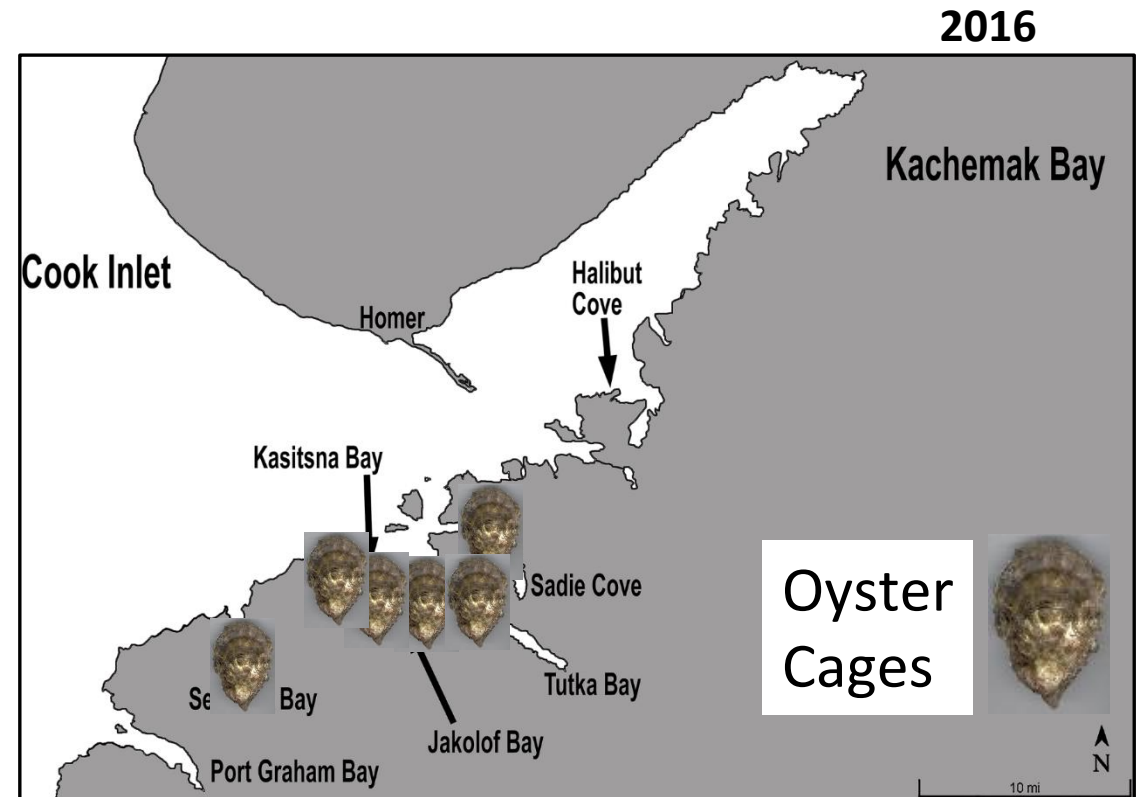 2016
Kachemak Bay
Cook Inlet
Halibut
Cove
Homer
Kasitsna Bay
Sadie Cove
Oyster
Cages
Tutka Bay
Bay
Jakolof Bay
Port Graham Bay
N
10 mi